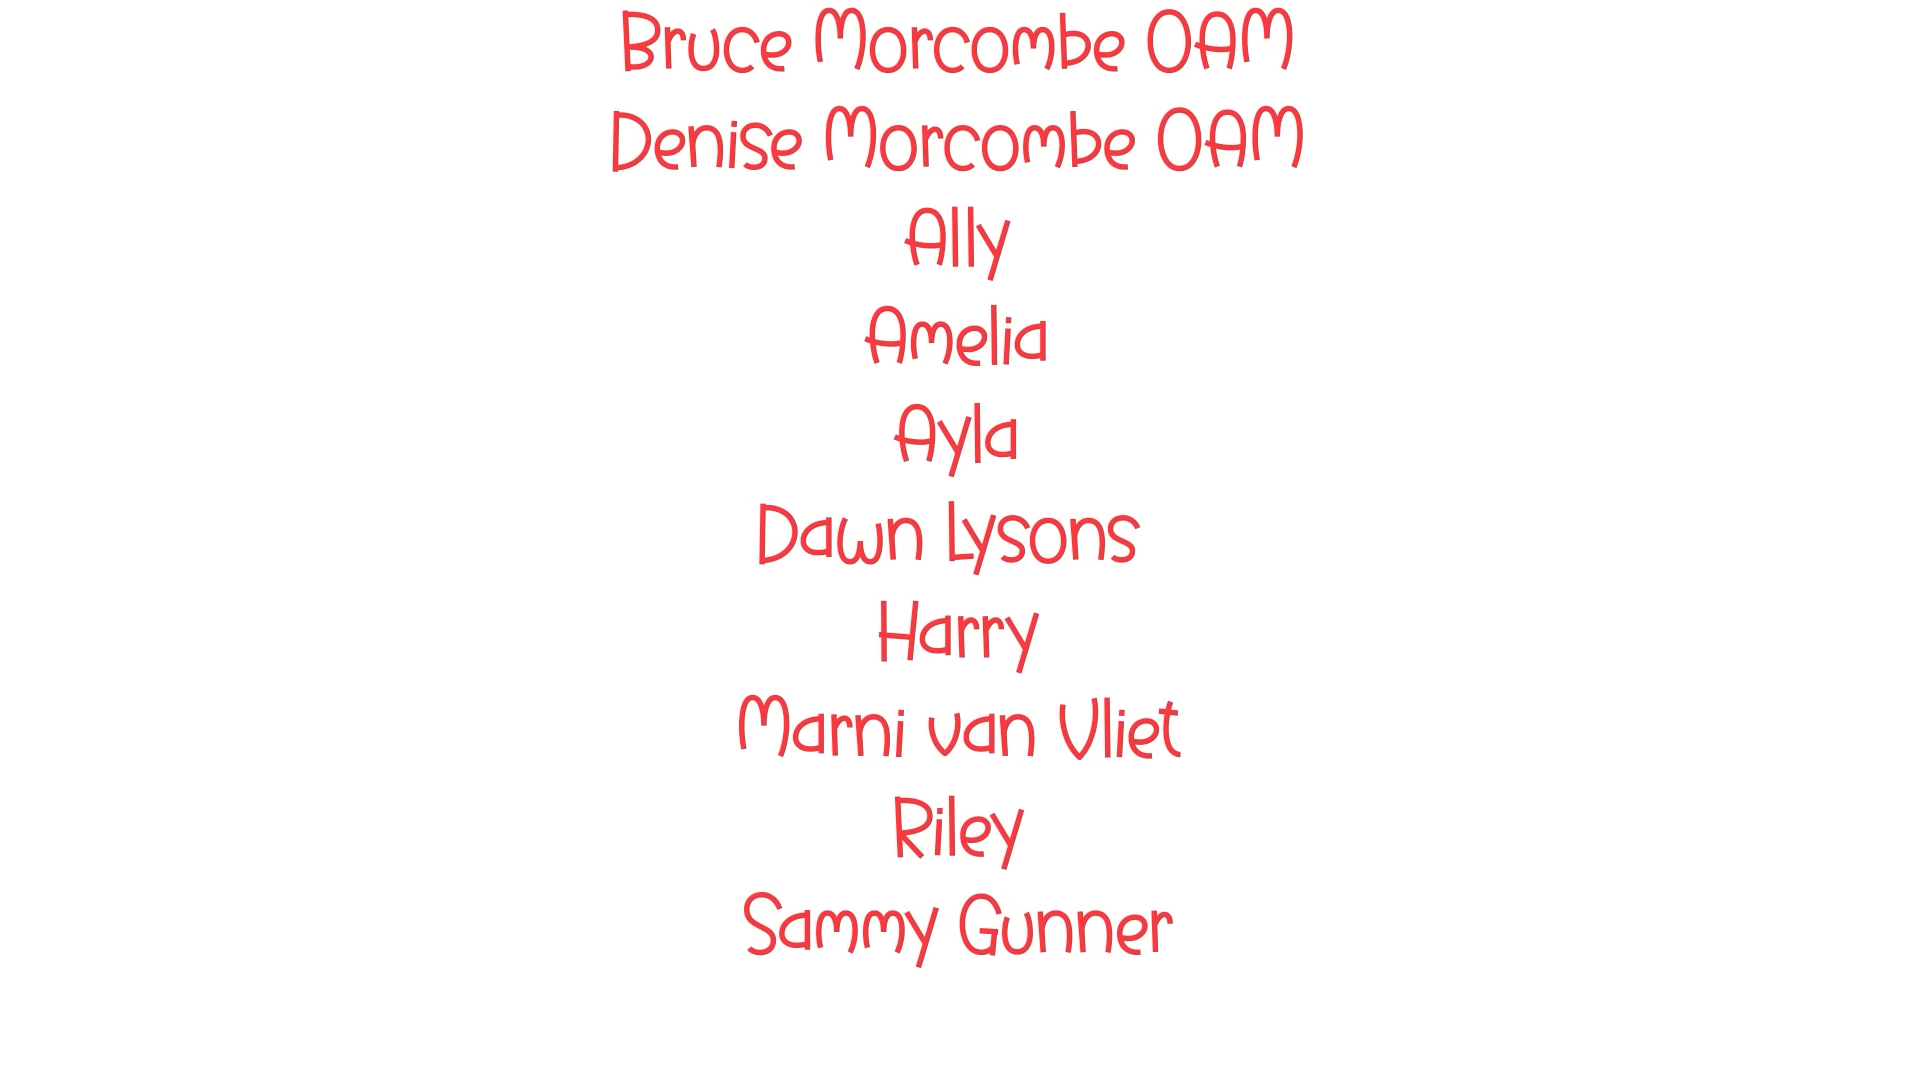 Bruce Morcombe OAM
Denise Morcombe OAM
Ally
Amelia
Ayla
Dawn Lysons
Harry
Marni van Vliet
Riley
Sammy Gunner